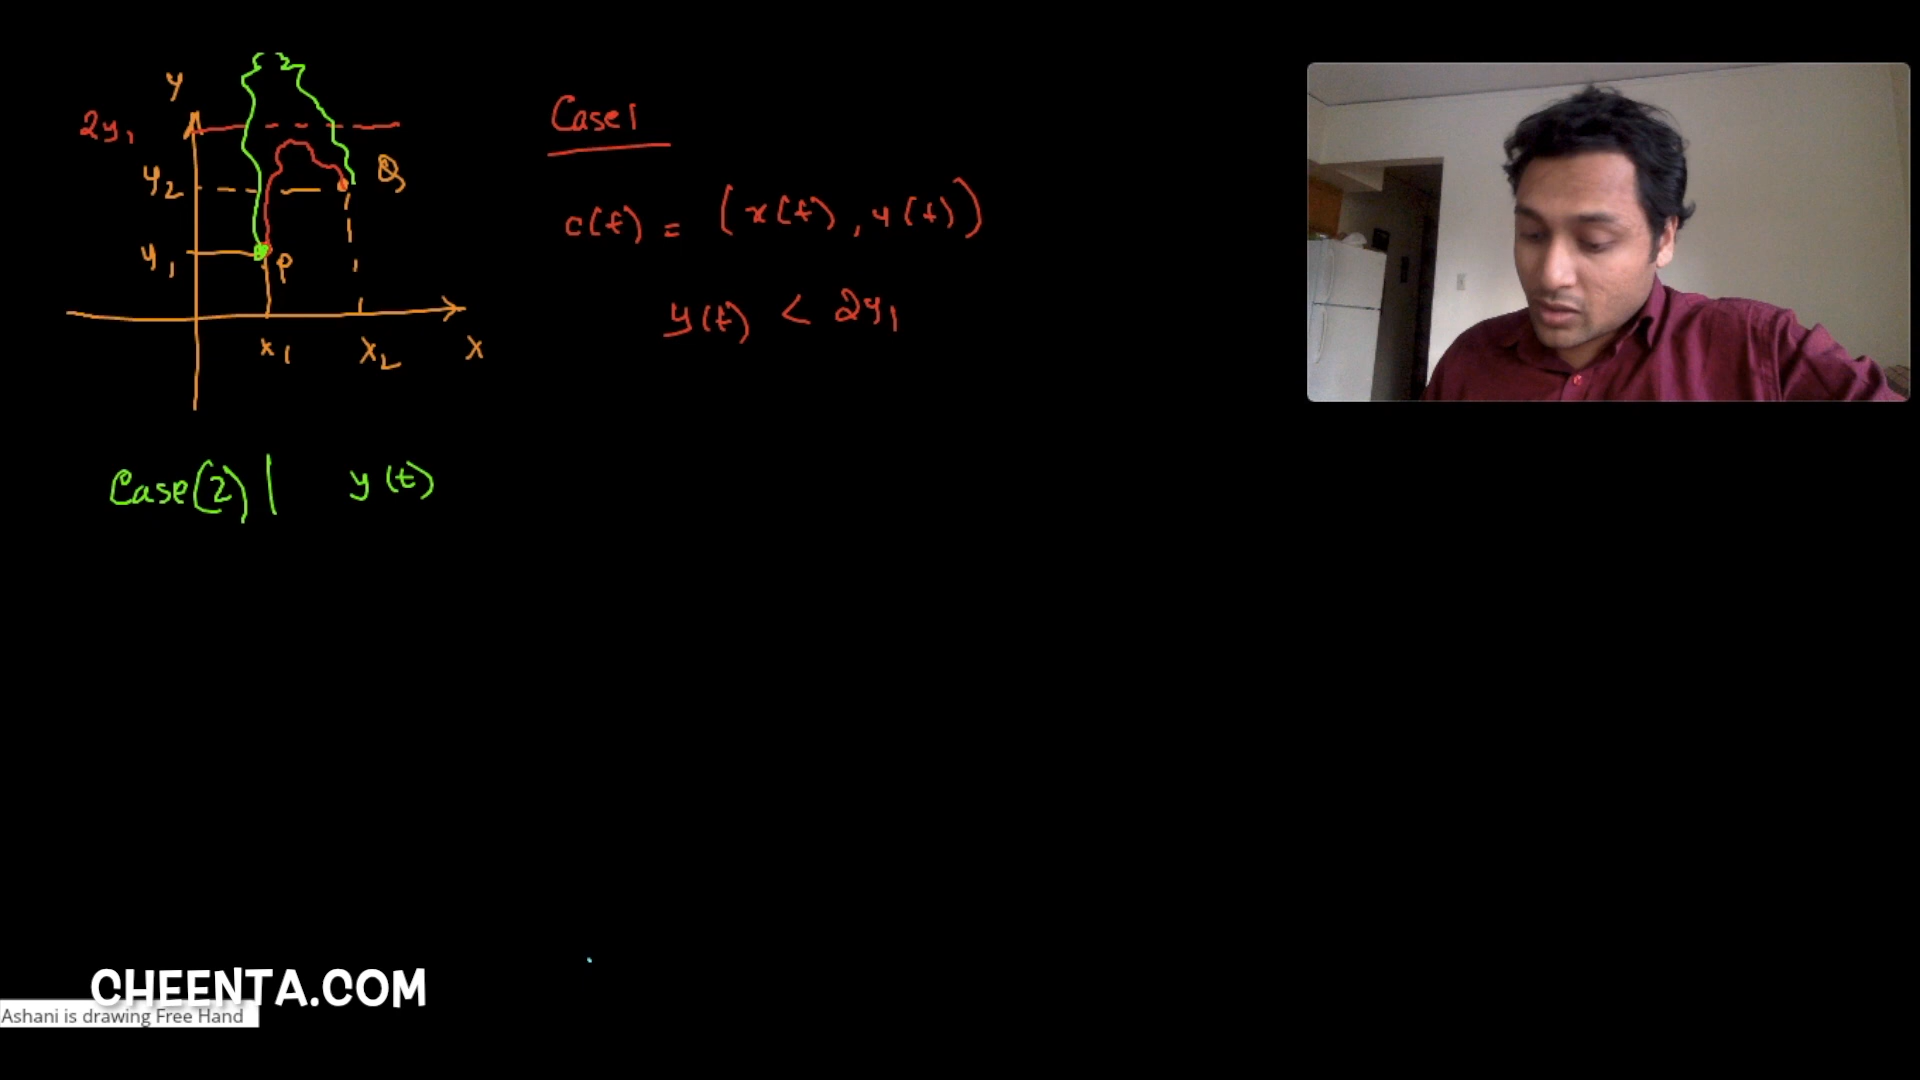 y
2y₁
y₂
Q
y₁
P
x₁ x₂ x
Case 1
c(t) = (x(t), y(t))
y(t) < 2y₁
Case(2) | y(t)
CHEENTA.COM
Ashani is drawing Free Hand